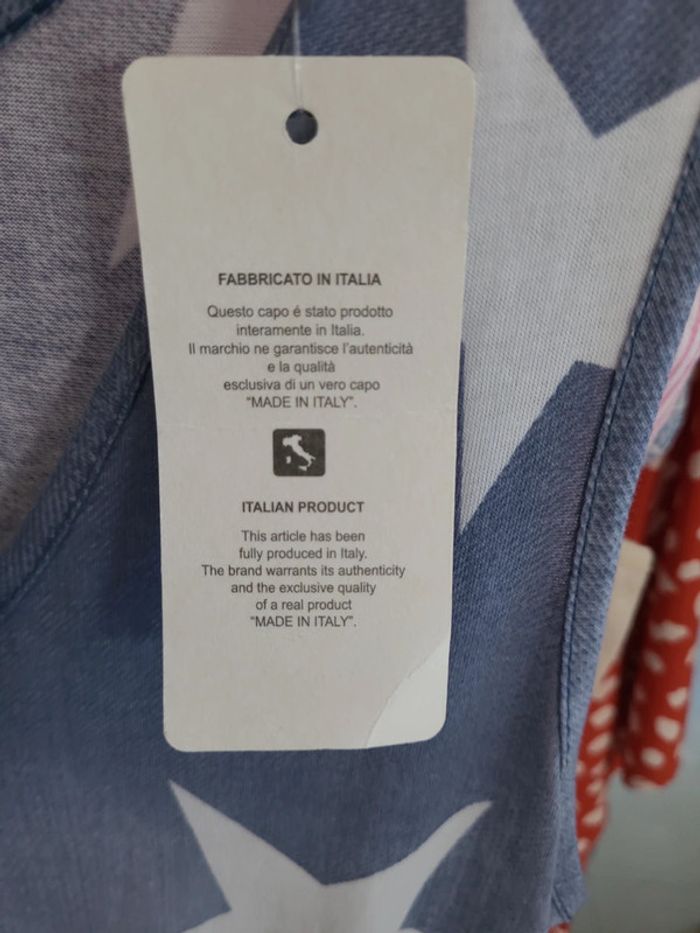 FABBRICATO IN ITALIA
Questo capo é stato prodotto
interamente in Italia.
Il marchio ne garantisce l'autenticità
e la qualità
esclusiva di un vero capo
"MADE IN ITALY".
ITALIAN PRODUCT
This article has been
fully produced in Italy.
The brand warrants its authenticity
and the exclusive quality
of a real product
"MADE IN ITALY".